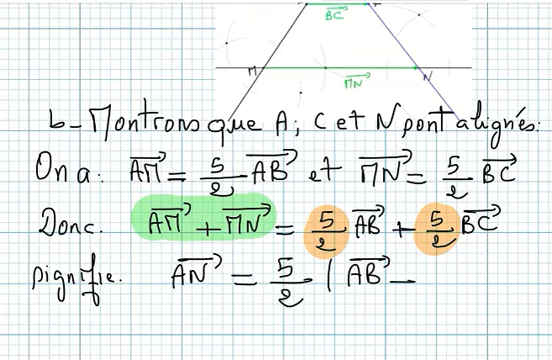 BC
M MN N
b- Montrons que A; C et N sont alignés:
On a: AM = 5/2 AB et MN = 5/2 BC
Donc. AM + MN = 5/2 AB + 5/2 BC
signifie. AN = 5/2 ( AB -